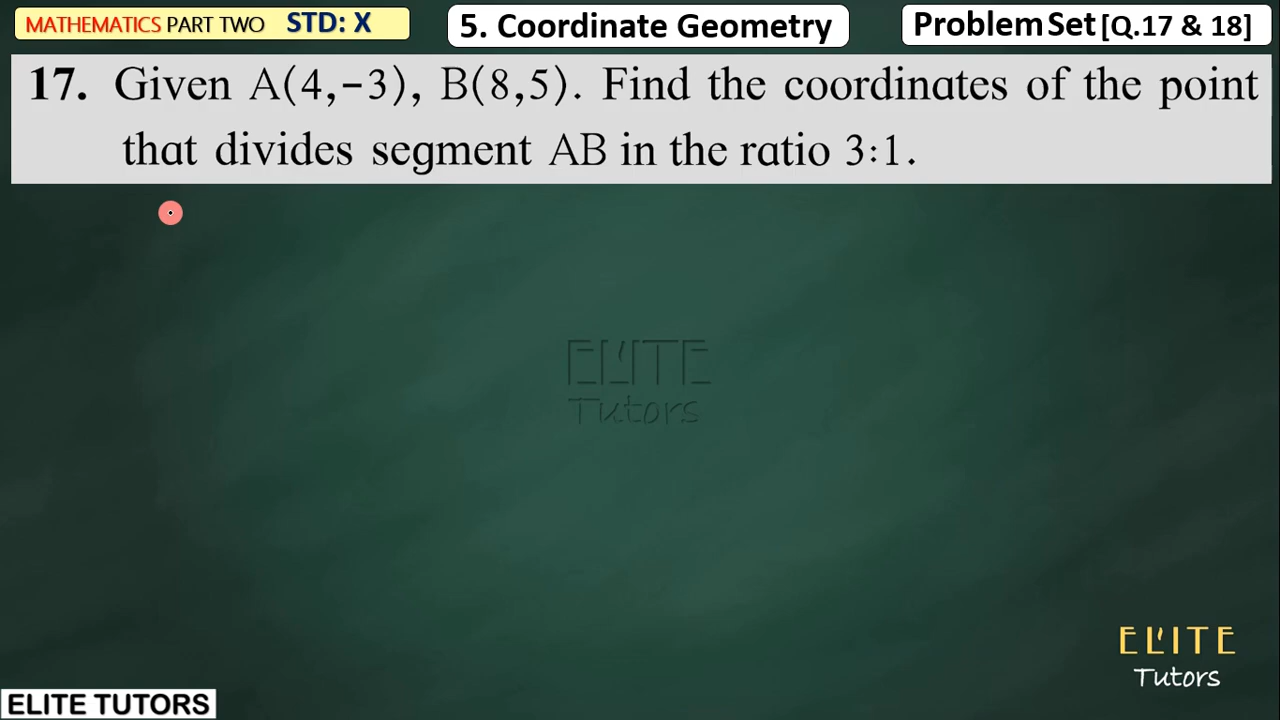 MATHEMATICS PART TWO STD: X
5. Coordinate Geometry
Problem Set [Q.17 & 18]
17. Given A(4,−3), B(8,5). Find the coordinates of the point
that divides segment AB in the ratio 3:1.
ELITE
Tutors
ELITE
Tutors
ELITE TUTORS